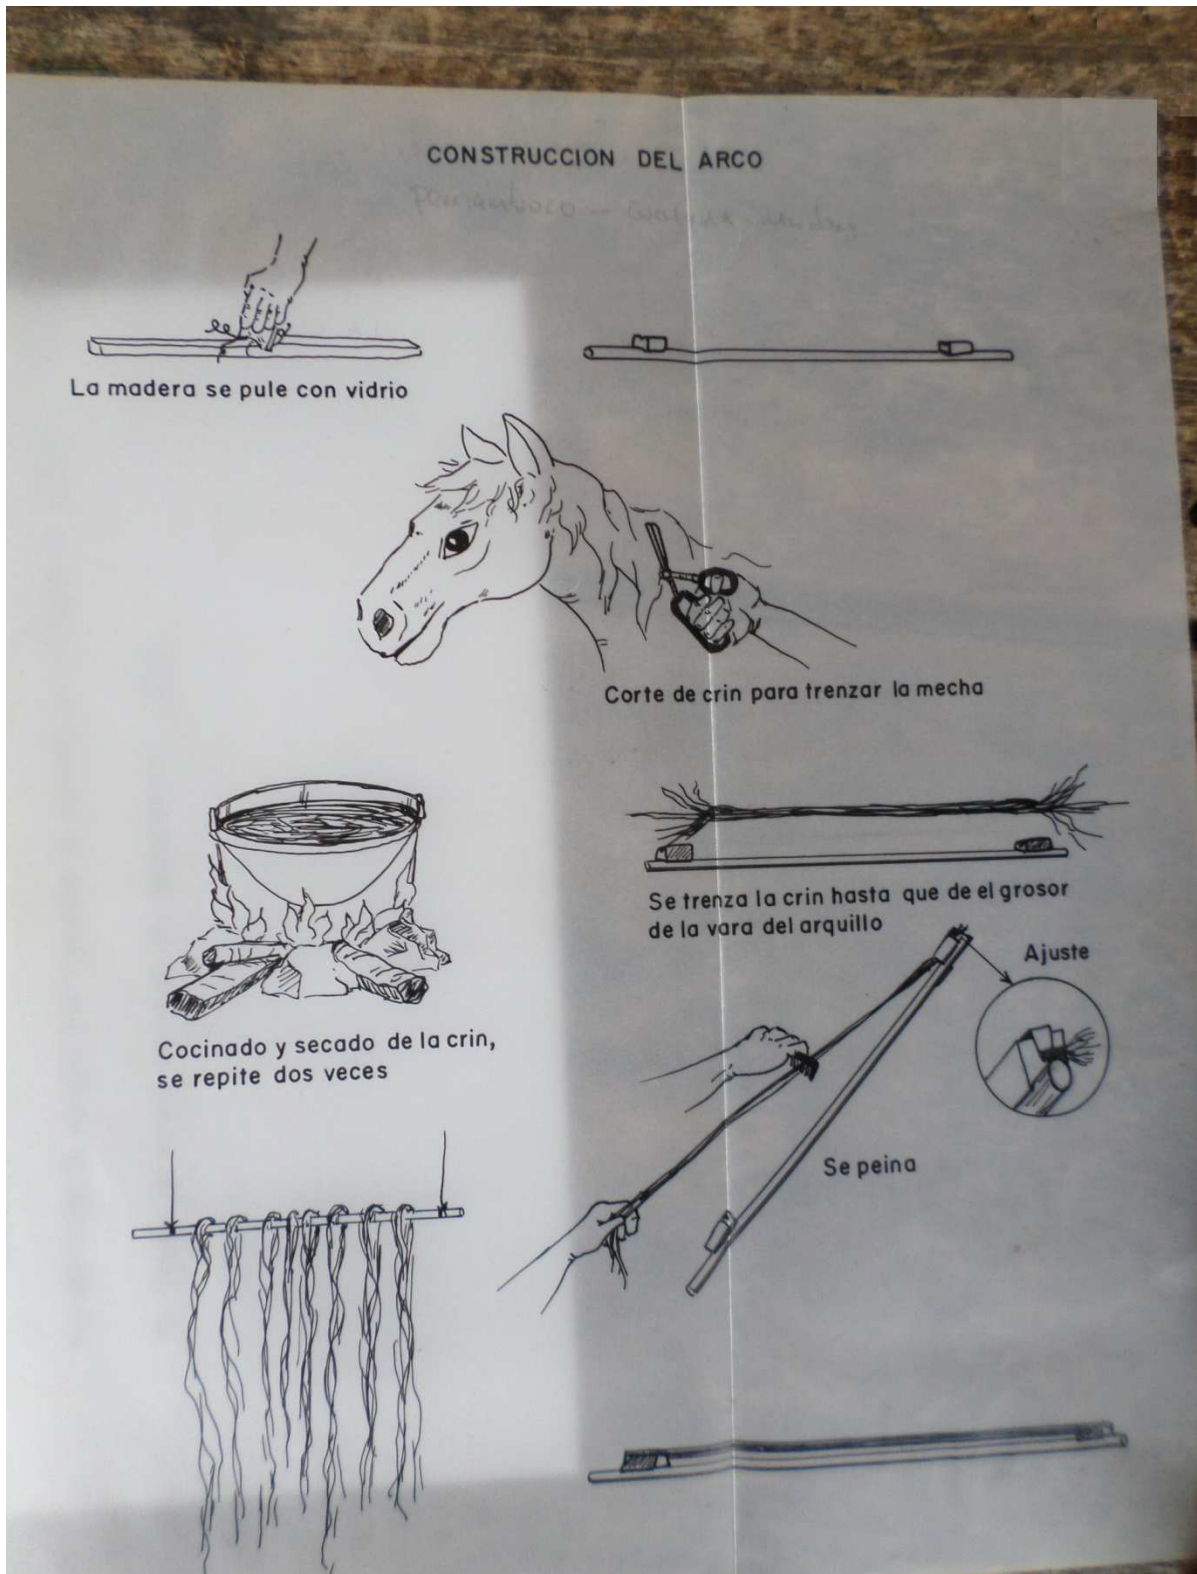 CONSTRUCCION DEL ARCO
La madera se pule con vidrio
Corte de crin para trenzar la mecha
Se trenza la crin hasta que de el grosor
de la vara del arquillo
Ajuste
Cocinado y secado de la crin,
se repite dos veces
Se peina